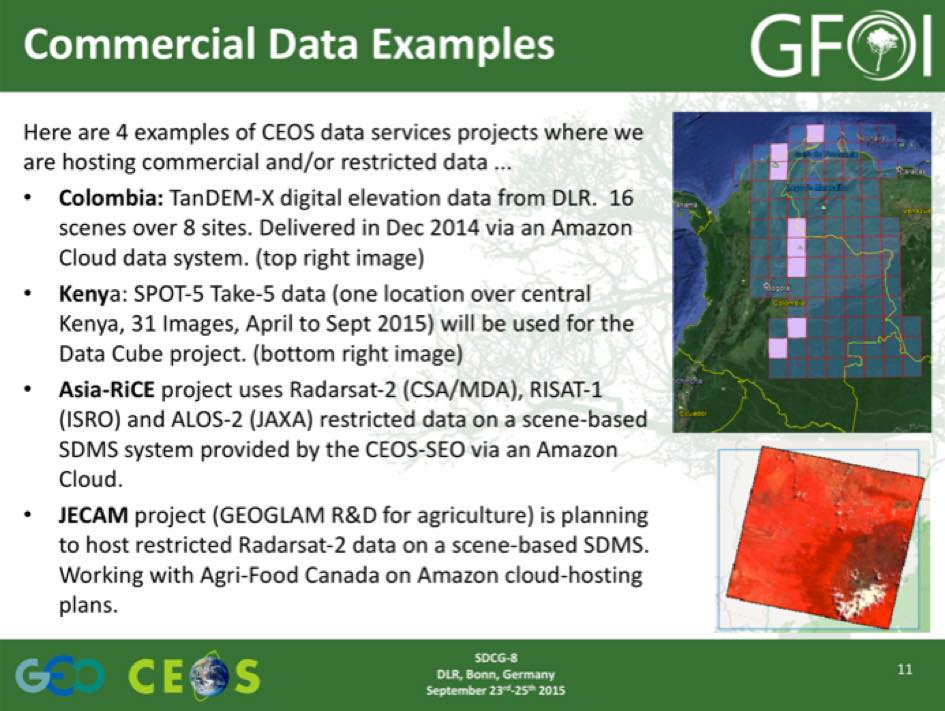 Commercial Data Examples
GFOI
Here are 4 examples of CEOS data services projects where we
are hosting commercial and/or restricted data ...
• Colombia: TanDEM-X digital elevation data from DLR. 16
scenes over 8 sites. Delivered in Dec 2014 via an Amazon
Cloud data system. (top right image)
• Kenya: SPOT-5 Take-5 data (one location over central
Kenya, 31 Images, April to Sept 2015) will be used for the
Data Cube project. (bottom right image)
• Asia-RiCE project uses Radarsat-2 (CSA/MDA), RISAT-1
(ISRO) and ALOS-2 (JAXA) restricted data on a scene-based
SDMS system provided by the CEOS-SEO via an Amazon
Cloud.
• JECAM project (GEOGLAM R&D for agriculture) is planning
to host restricted Radarsat-2 data on a scene-based SDMS.
Working with Agri-Food Canada on Amazon cloud-hosting
plans.
Caracas
Panama
Venezuela
Bogota
Colombia
Ecuador
GEO
CEOS
SDCG-8
DLR, Bonn, Germany
September 23rd-25th 2015
11